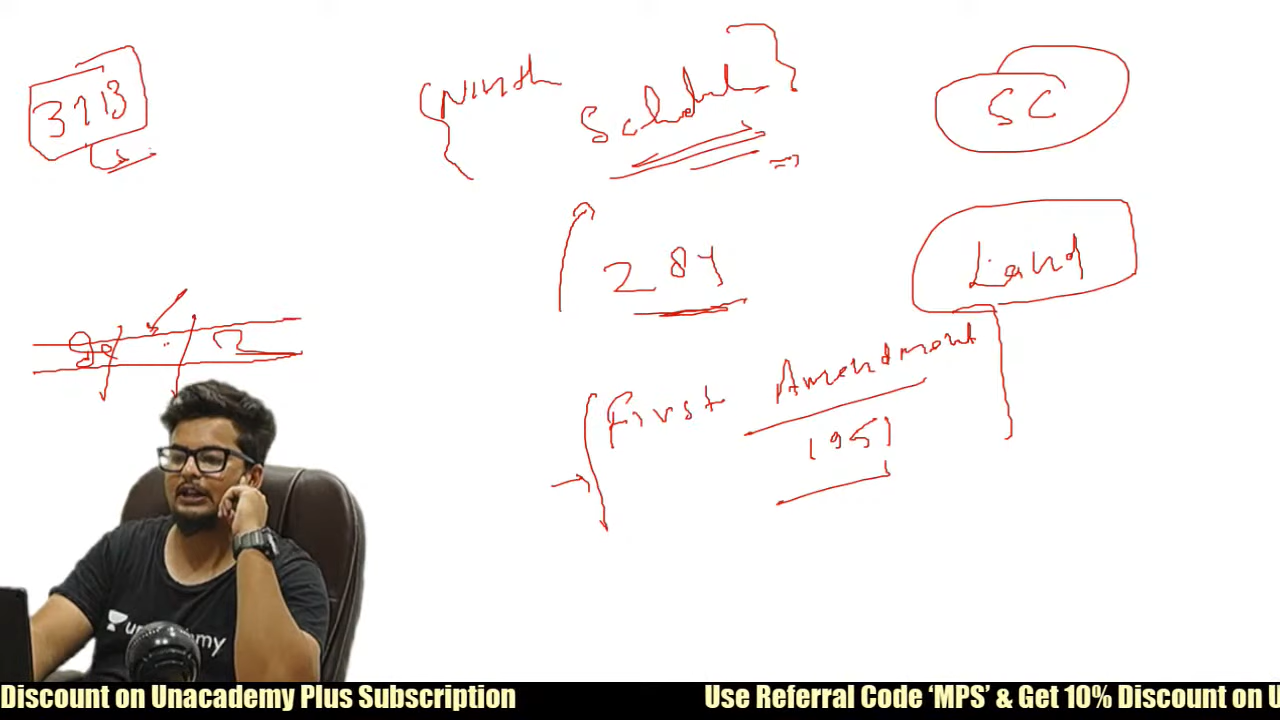 31B
Ninth
Schedule
SC
284
Land
First Amendment
1951
unacademy
Discount on Unacademy Plus Subscription
Use Referral Code ‘MPS’ & Get 10% Discount on U